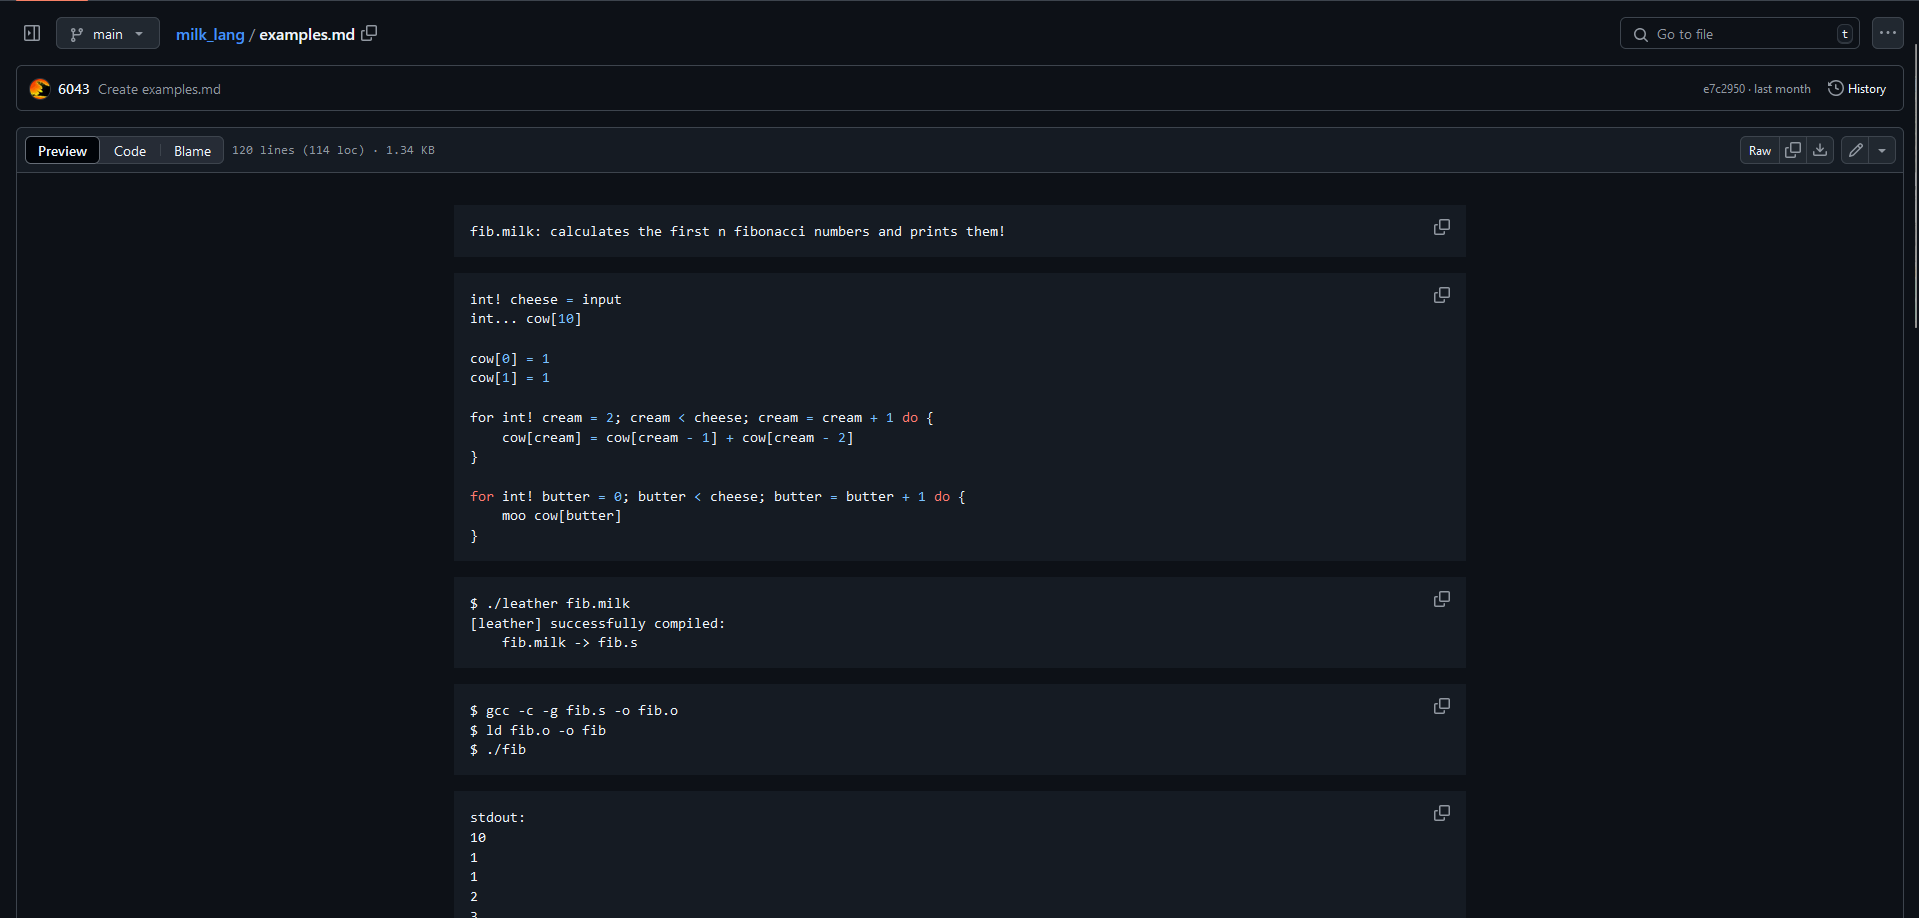 main
milk_lang / examples.md
Go to file
t
6043 Create examples.md
e7c2950 · last month
History
Preview
Code
Blame
120 lines (114 loc) · 1.34 KB
Raw
fib.milk: calculates the first n fibonacci numbers and prints them!
int! cheese = input
int... cow[10]
cow[0] = 1
cow[1] = 1
for int! cream = 2; cream < cheese; cream = cream + 1 do {
    cow[cream] = cow[cream - 1] + cow[cream - 2]
}
for int! butter = 0; butter < cheese; butter = butter + 1 do {
    moo cow[butter]
}
$ ./leather fib.milk
[leather] successfully compiled:
    fib.milk -> fib.s
$ gcc -c -g fib.s -o fib.o
$ ld fib.o -o fib
$ ./fib
stdout:
10
1
1
2
3